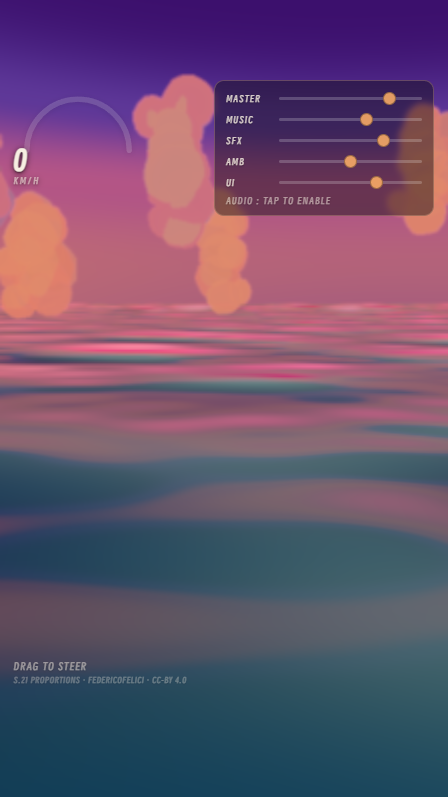 MASTER
MUSIC
SFX
AMB
UI
AUDIO : TAP TO ENABLE
0
KM/H
DRAG TO STEER
S.21 PROPORTIONS · FEDERICOFELICI · CC-BY 4.0